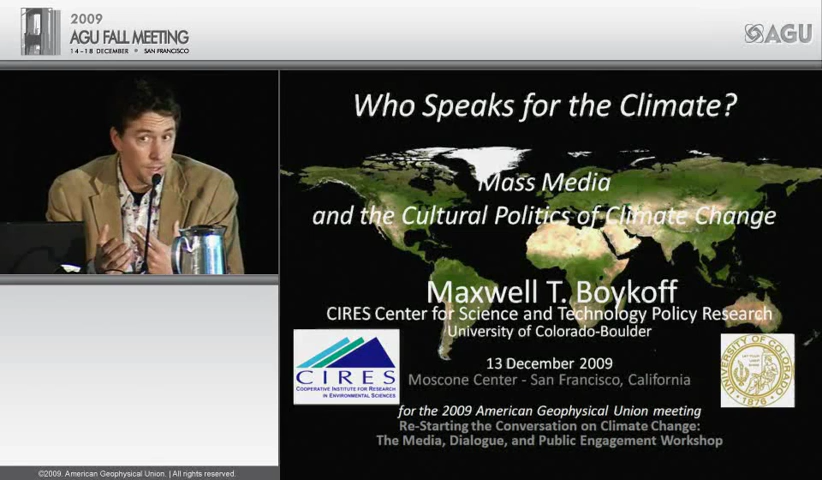 2009
AGU FALL MEETING
14-18 DECEMBER • SAN FRANCISCO
AGU
Who Speaks for the Climate?
Mass Media
and the Cultural Politics of Climate Change
Maxwell T. Boykoff
CIRES Center for Science and Technology Policy Research
University of Colorado-Boulder
CIRES
COOPERATIVE INSTITUTE FOR RESEARCH
IN ENVIRONMENTAL SCIENCES
UNIVERSITY OF COLORADO
1876
13 December 2009
Moscone Center - San Francisco, California
for the 2009 American Geophysical Union meeting
Re-Starting the Conversation on Climate Change:
The Media, Dialogue, and Public Engagement Workshop
©2009. American Geophysical Union. | All rights reserved.